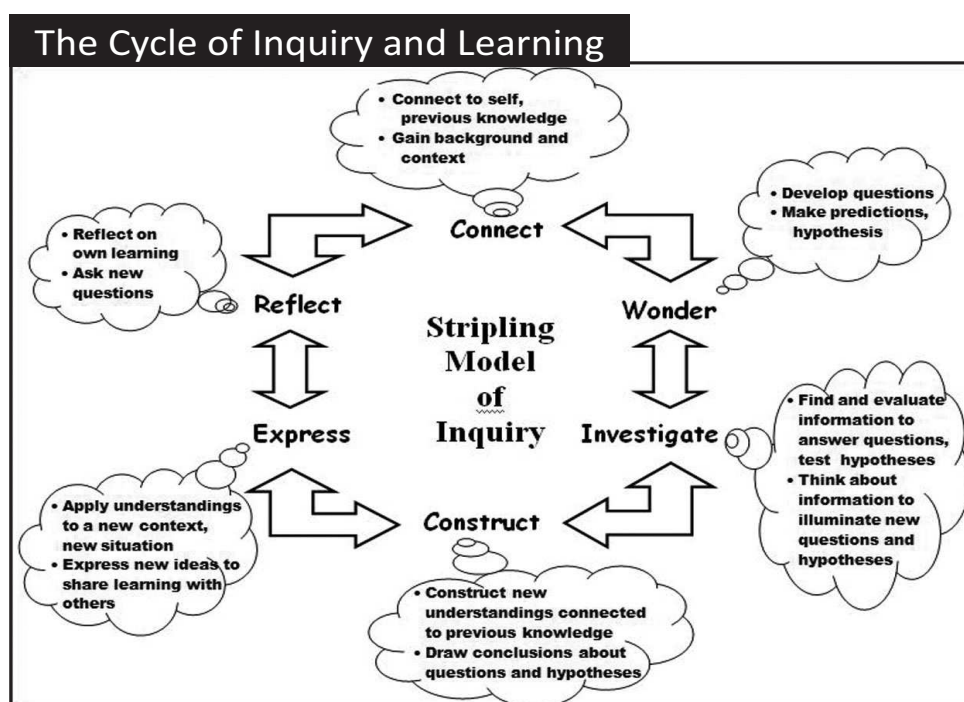 The Cycle of Inquiry and Learning
• Connect to self,
previous knowledge
• Gain background and
context
Connect
• Develop questions
• Make predictions,
hypothesis
Wonder
• Reflect on
own learning
• Ask new
questions
Reflect
Stripling
Model
of
Inquiry
• Find and evaluate
information to
answer questions,
test hypotheses
• Think about
information to
illuminate new
questions and
hypotheses
Investigate
Express
• Apply understandings
to a new context,
new situation
• Express new ideas to
share learning with
others
Construct
• Construct new
understandings connected
to previous knowledge
• Draw conclusions about
questions and hypotheses